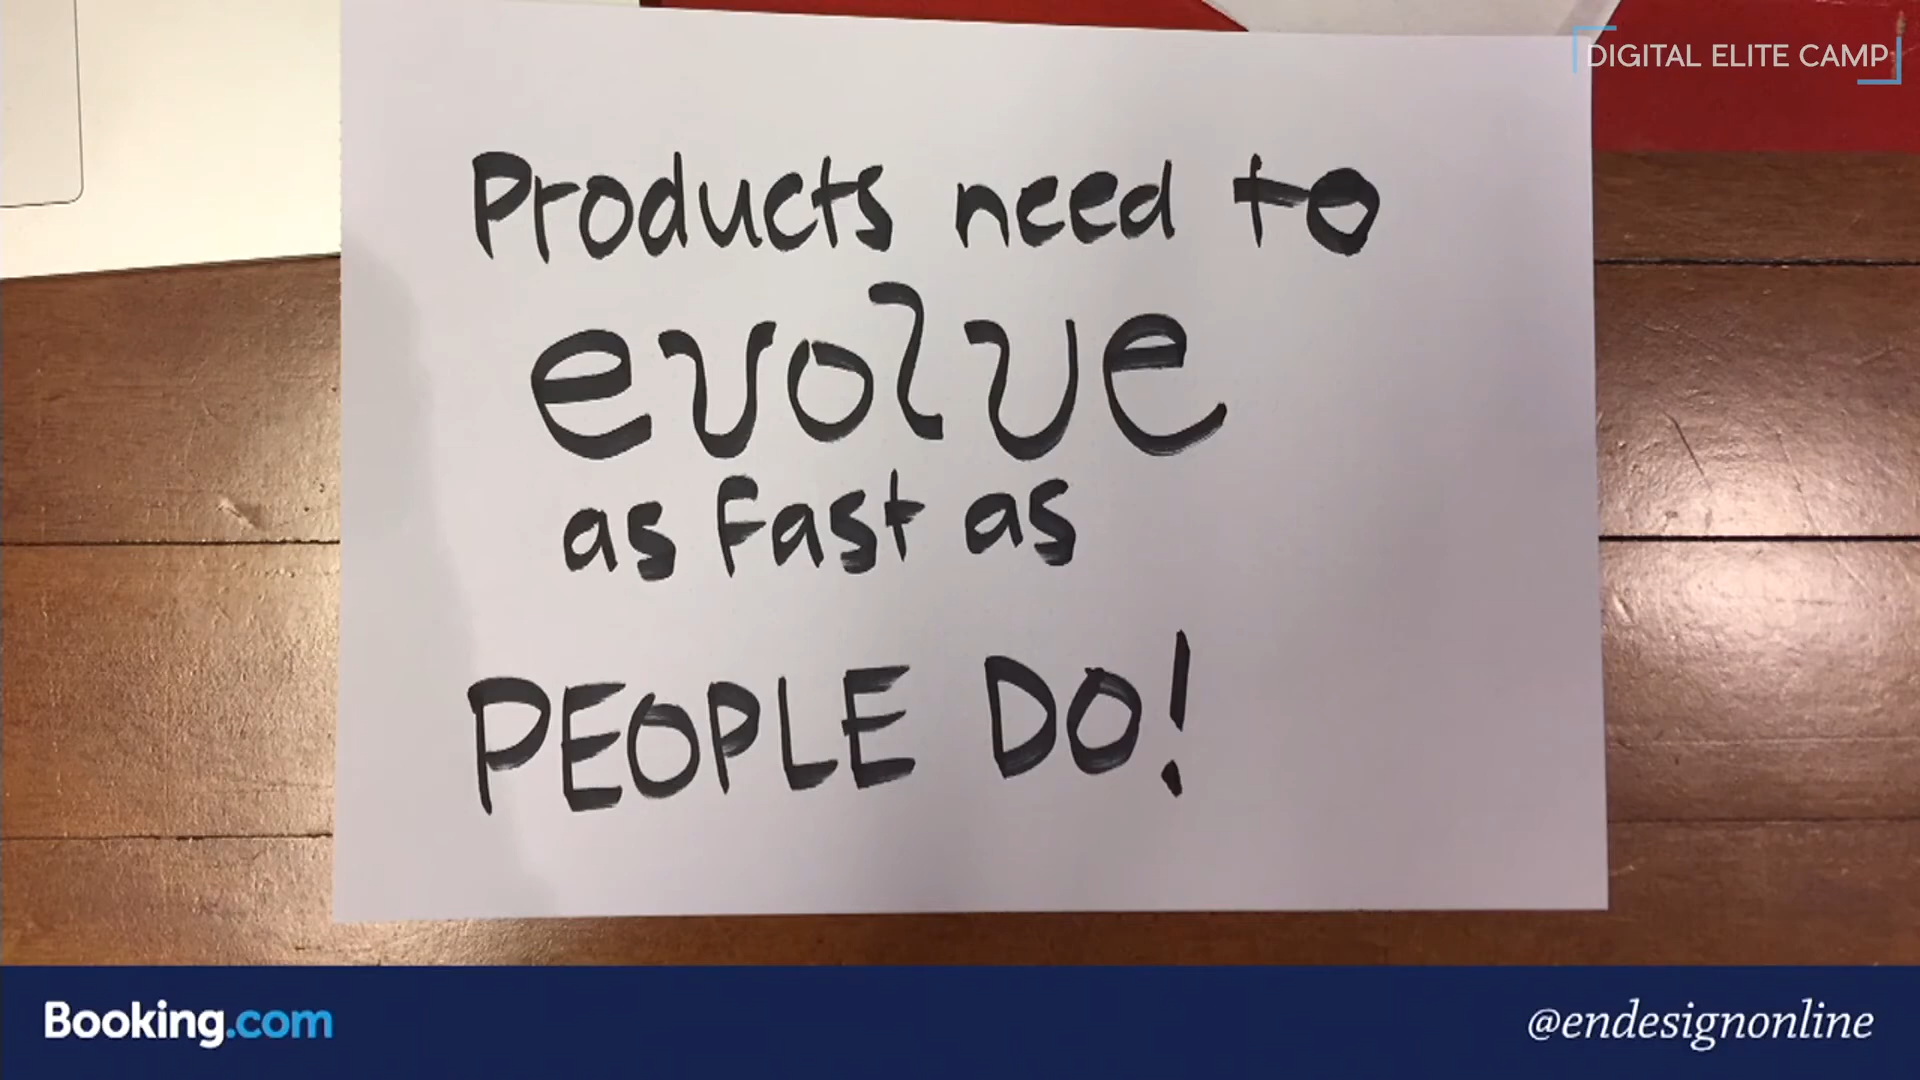 DIGITAL ELITE CAMP
Products need to
evolve
as fast as
PEOPLE DO!
Booking.com
@endesignonline